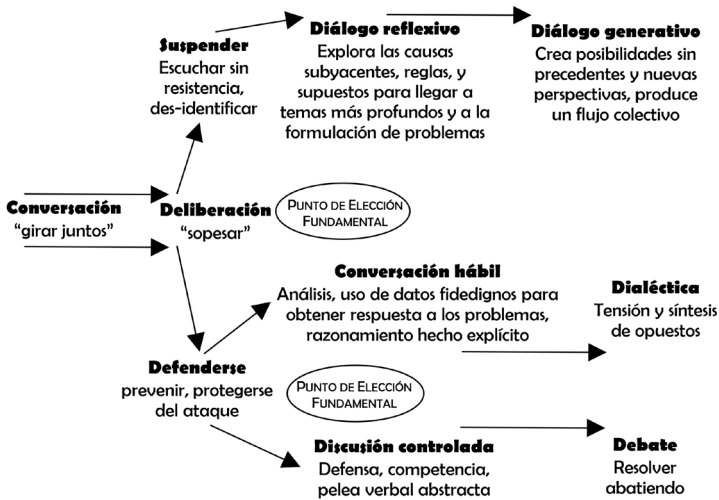 Suspender
Escuchar sin
resistencia,
des-identificar
Diálogo reflexivo
Explora las causas
subyacentes, reglas, y
supuestos para llegar a
temas más profundos y a la
formulación de problemas
Diálogo generativo
Crea posibilidades sin
precedentes y nuevas
perspectivas, produce
un flujo colectivo
Conversación
"girar juntos"
Deliberación
"sopesar"
PUNTO DE ELECCIÓN
FUNDAMENTAL
Conversación hábil
Análisis, uso de datos fidedignos para
obtener respuesta a los problemas,
razonamiento hecho explícito
Dialéctica
Tensión y síntesis
de opuestos
Defenderse
prevenir, protegerse
del ataque
PUNTO DE ELECCIÓN
FUNDAMENTAL
Discusión controlada
Defensa, competencia,
pelea verbal abstracta
Debate
Resolver
abatiendo